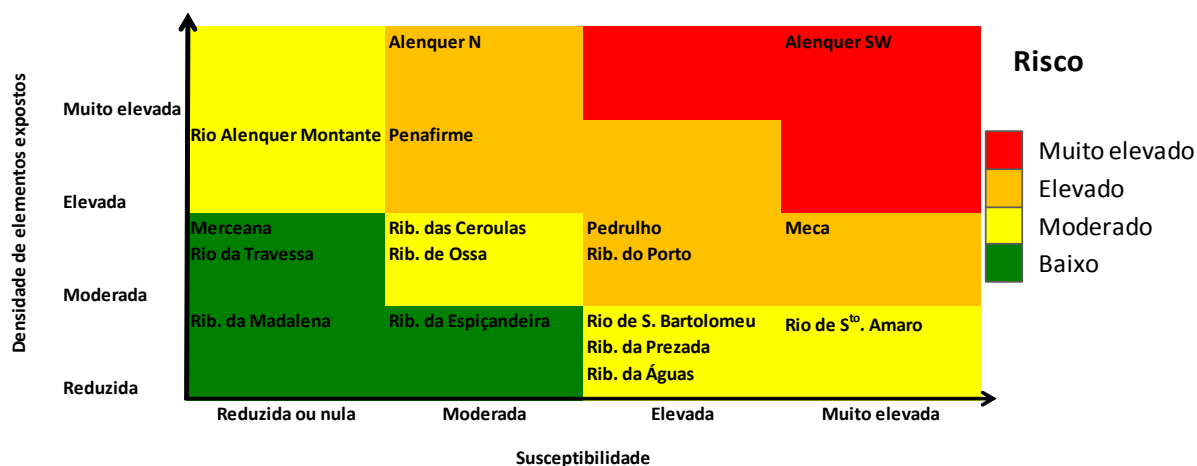 Densidade de elementos expostos
Muito elevada
Elevada
Moderada
Reduzida
Alenquer N
Alenquer SW
Rio Alenquer Montante
Penafirme
Merceana
Rio da Travessa
Rib. das Ceroulas
Rib. de Ossa
Pedrulho
Rib. do Porto
Meca
Rib. da Madalena
Rib. da Espiçandeira
Rio de S. Bartolomeu
Rib. da Prezada
Rib. da Águas
Rio de Sto. Amaro
Reduzida ou nula
Moderada
Elevada
Muito elevada
Susceptibilidade
Risco
Muito elevado
Elevado
Moderado
Baixo